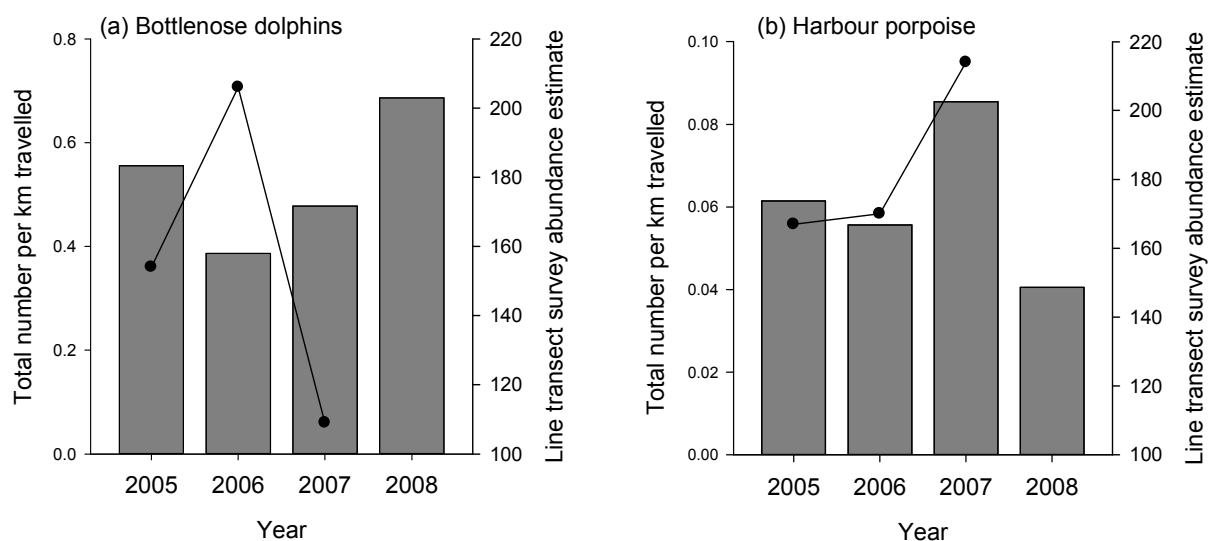 (a) Bottlenose dolphins
Total number per km travelled
0.8
0.6
0.4
0.2
0.0
220
200
180
160
140
120
100
Line transect survey abundance estimate
2005 2006 2007 2008
Year
(b) Harbour porpoise
Total number per km travelled
0.10
0.08
0.06
0.04
0.02
0.00
220
200
180
160
140
120
100
Line transect survey abundance estimate
2005 2006 2007 2008
Year